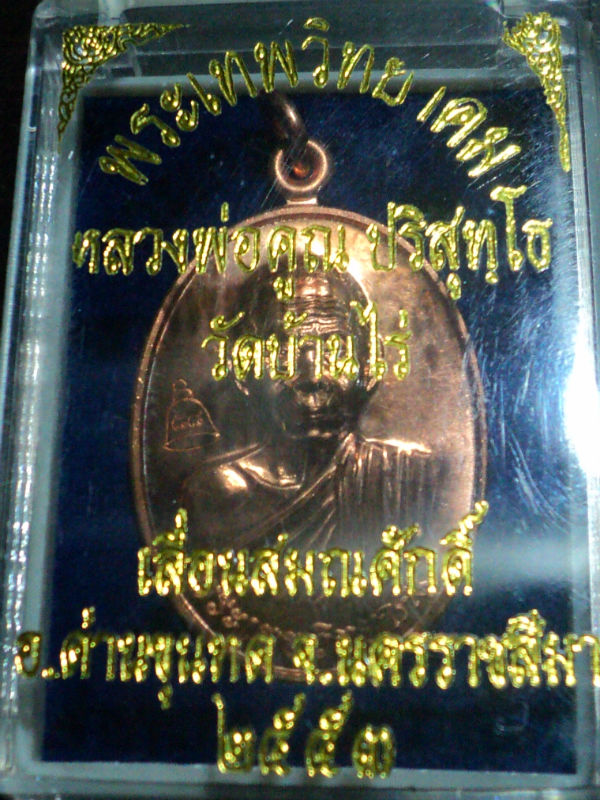 พระเทพวิทยาคม
หลวงพ่อคูณ ปริสุทฺโธ
วัดบ้านไร่
เลื่อนสมณศักดิ์
อ.ด่านขุนทด จ.นครราชสีมา
๒๕๕๓